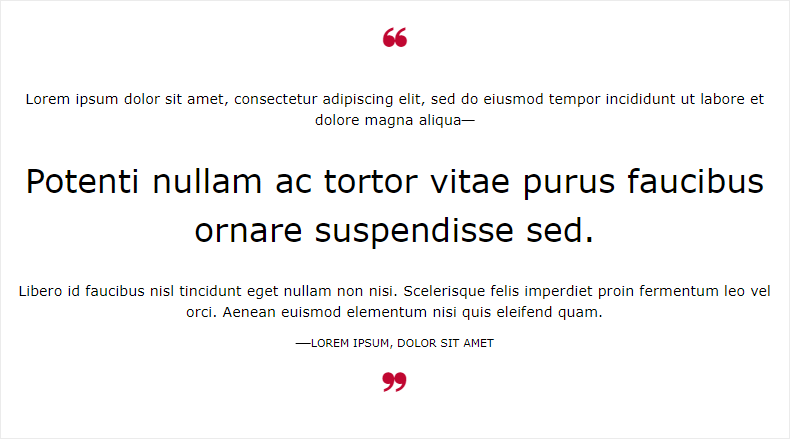 ❝
Lorem ipsum dolor sit amet, consectetur adipiscing elit, sed do eiusmod tempor incididunt ut labore et
dolore magna aliqua—
Potenti nullam ac tortor vitae purus faucibus
ornare suspendisse sed.
Libero id faucibus nisl tincidunt eget nullam non nisi. Scelerisque felis imperdiet proin fermentum leo vel
orci. Aenean euismod elementum nisi quis eleifend quam.
—LOREM IPSUM, DOLOR SIT AMET
❞